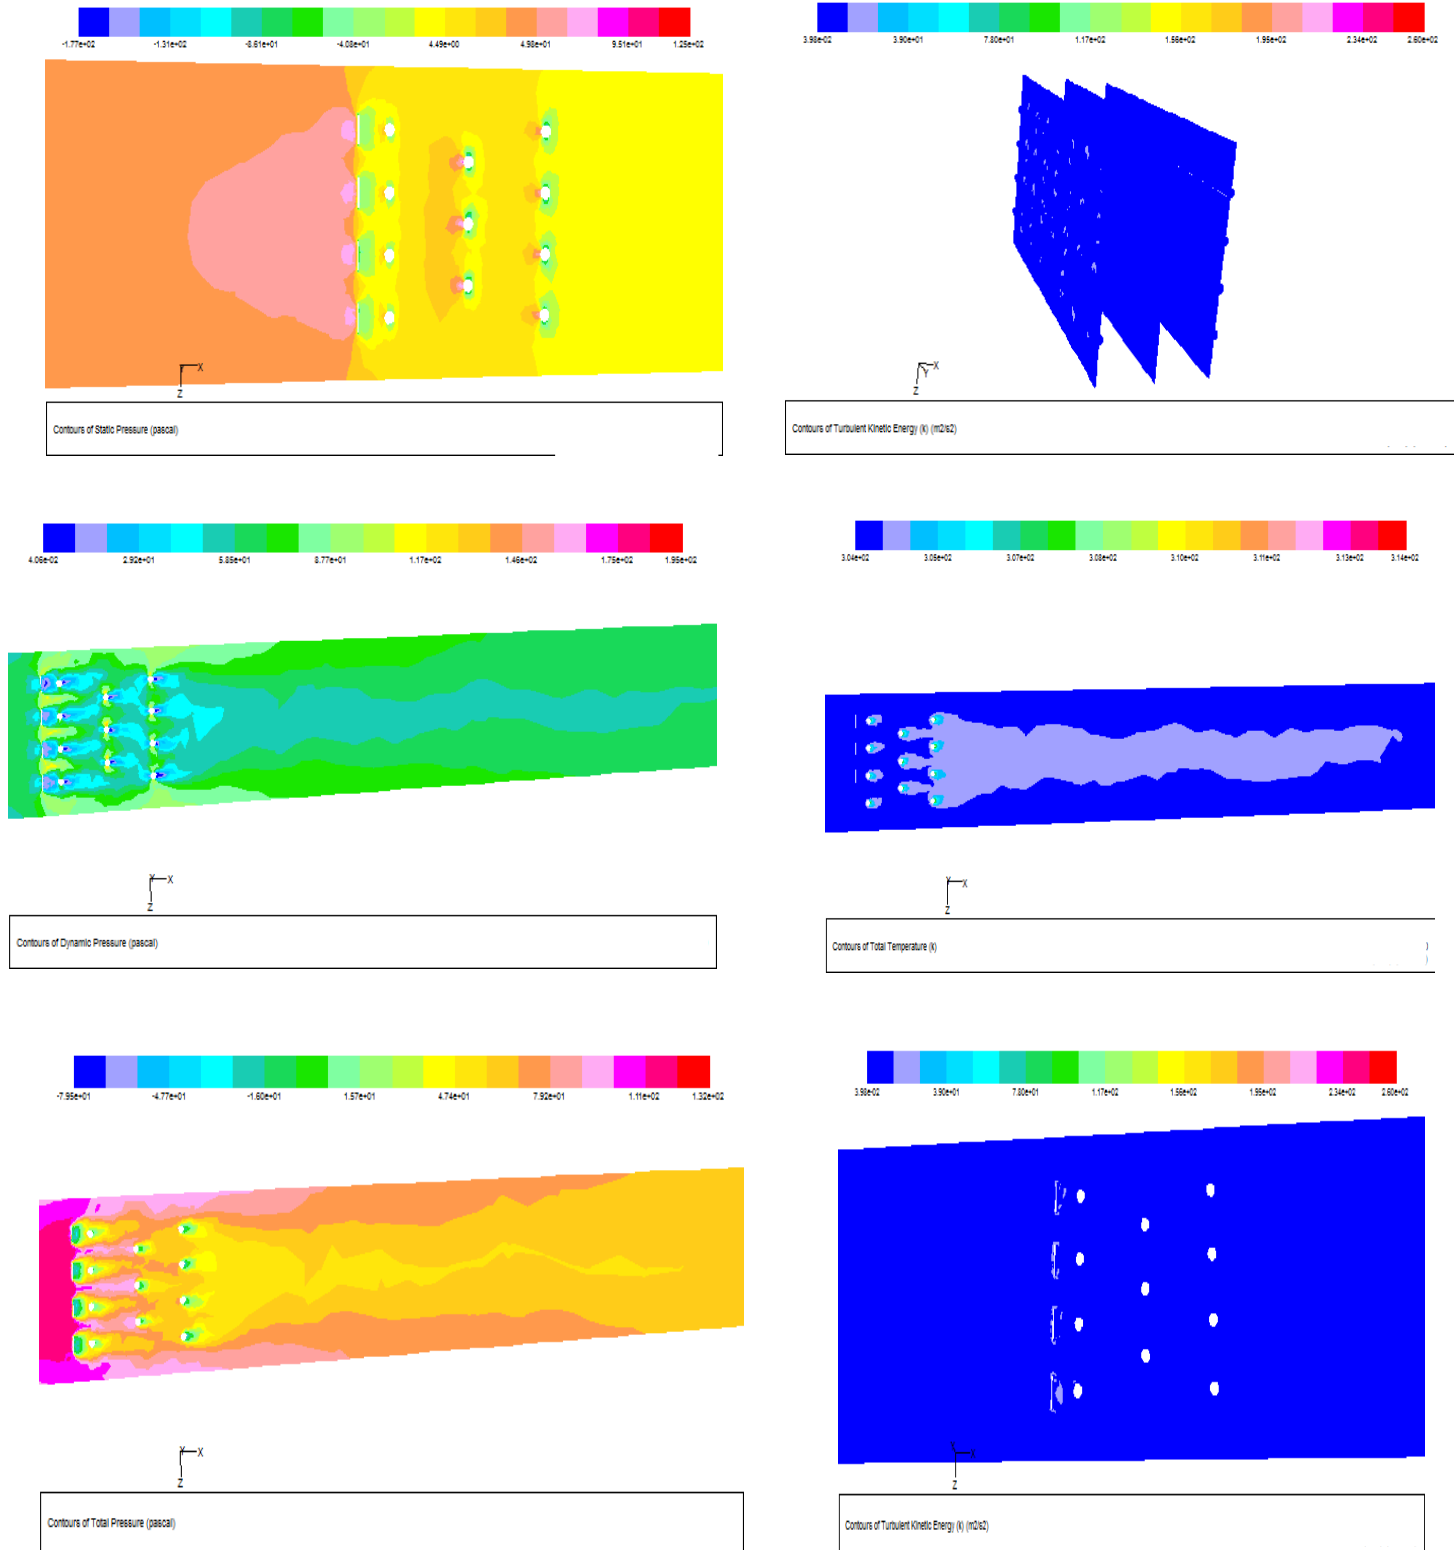 -1.77e+02 -1.31e+02 -8.61e+01 -4.08e+01 4.49e+00 4.98e+01 9.51e+01 1.25e+02
3.98e-02 3.90e+01 7.80e+01 1.17e+02 1.56e+02 1.95e+02 2.34e+02 2.60e+02
X
Z
X
Y
Z
Contours of Static Pressure (pascal)
Contours of Turbulent Kinetic Energy (k) (m2/s2)
4.06e-02 2.92e+01 5.85e+01 8.77e+01 1.17e+02 1.46e+02 1.75e+02 1.95e+02
3.04e+02 3.05e+02 3.07e+02 3.08e+02 3.10e+02 3.11e+02 3.13e+02 3.14e+02
Y X
Z
Y X
Z
Contours of Dynamic Pressure (pascal)
Contours of Total Temperature (k)
-7.95e+01 -4.77e+01 -1.60e+01 1.57e+01 4.74e+01 7.92e+01 1.11e+02 1.32e+02
3.98e-02 3.90e+01 7.80e+01 1.17e+02 1.56e+02 1.95e+02 2.34e+02 2.60e+02
Y X
Z
Y X
Z
Contours of Total Pressure (pascal)
Contours of Turbulent Kinetic Energy (k) (m2/s2)